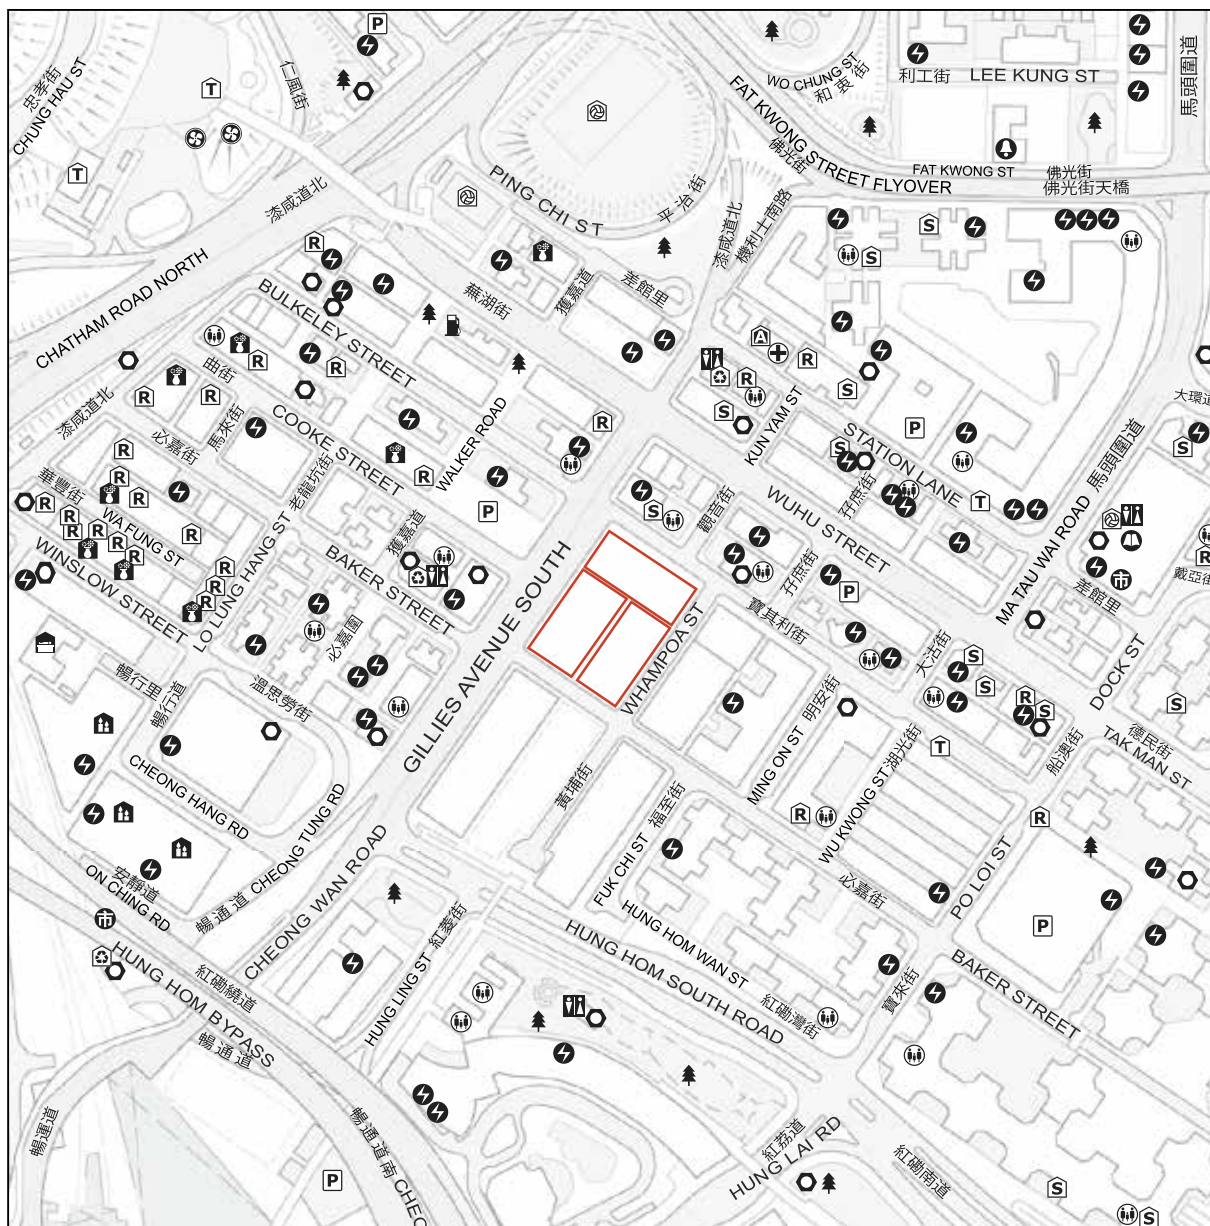 忠孝街
CHUNG HAU ST
仁風街
WO CHUNG ST
和衷街
利工街
LEE KUNG ST
馬頭圍道
FAT KWONG STREET FLYOVER
佛光街
FAT KWONG ST
佛光街
佛光街天橋
漆咸道北
CHATHAM ROAD NORTH
PING CHI ST
平治街
漆咸道北
機利士南路
蕪湖街
獲嘉道
差館里
BULKELEY STREET
曲街
漆咸道北
必嘉街
馬來街
COOKE STREET
WALKER ROAD
KUN YAM ST
STATION LANE
大環道
馬頭圍道
華豐街
WA FUNG ST
老龍坑街
LO LUNG HANG ST
WINSLOW STREET
獲嘉道
BAKER STREET
GILLIES AVENUE SOUTH
觀音街
WUHU STREET
孖庶街
孖庶街
MA TAU WAI ROAD
差館里
戴亞街
寶其利街
WHAMPOA ST
必嘉圍
溫思勞街
暢行里
暢行道
大沽街
DOCK ST
德民街
TAK MAN ST
船澳街
MING ON ST
明安街
湖光街
WU KWONG ST
黃埔街
福至街
FUK CHI ST
CHEONG HANG RD
CHEONG TUNG RD
暢通道
安靜道
ON CHING RD
CHEONG WAN ROAD
必嘉街
PO LOI ST
HUNG HOM WAN ST
紅菱街
HUNG LING ST
HUNG HOM SOUTH ROAD
紅磡灣街
寶來街
BAKER STREET
紅磡繞道
HUNG HOM BYPASS
暢通道
暢運道
暢通道南
CHEO
紅荔道
HUNG LAI RD
紅磡南道